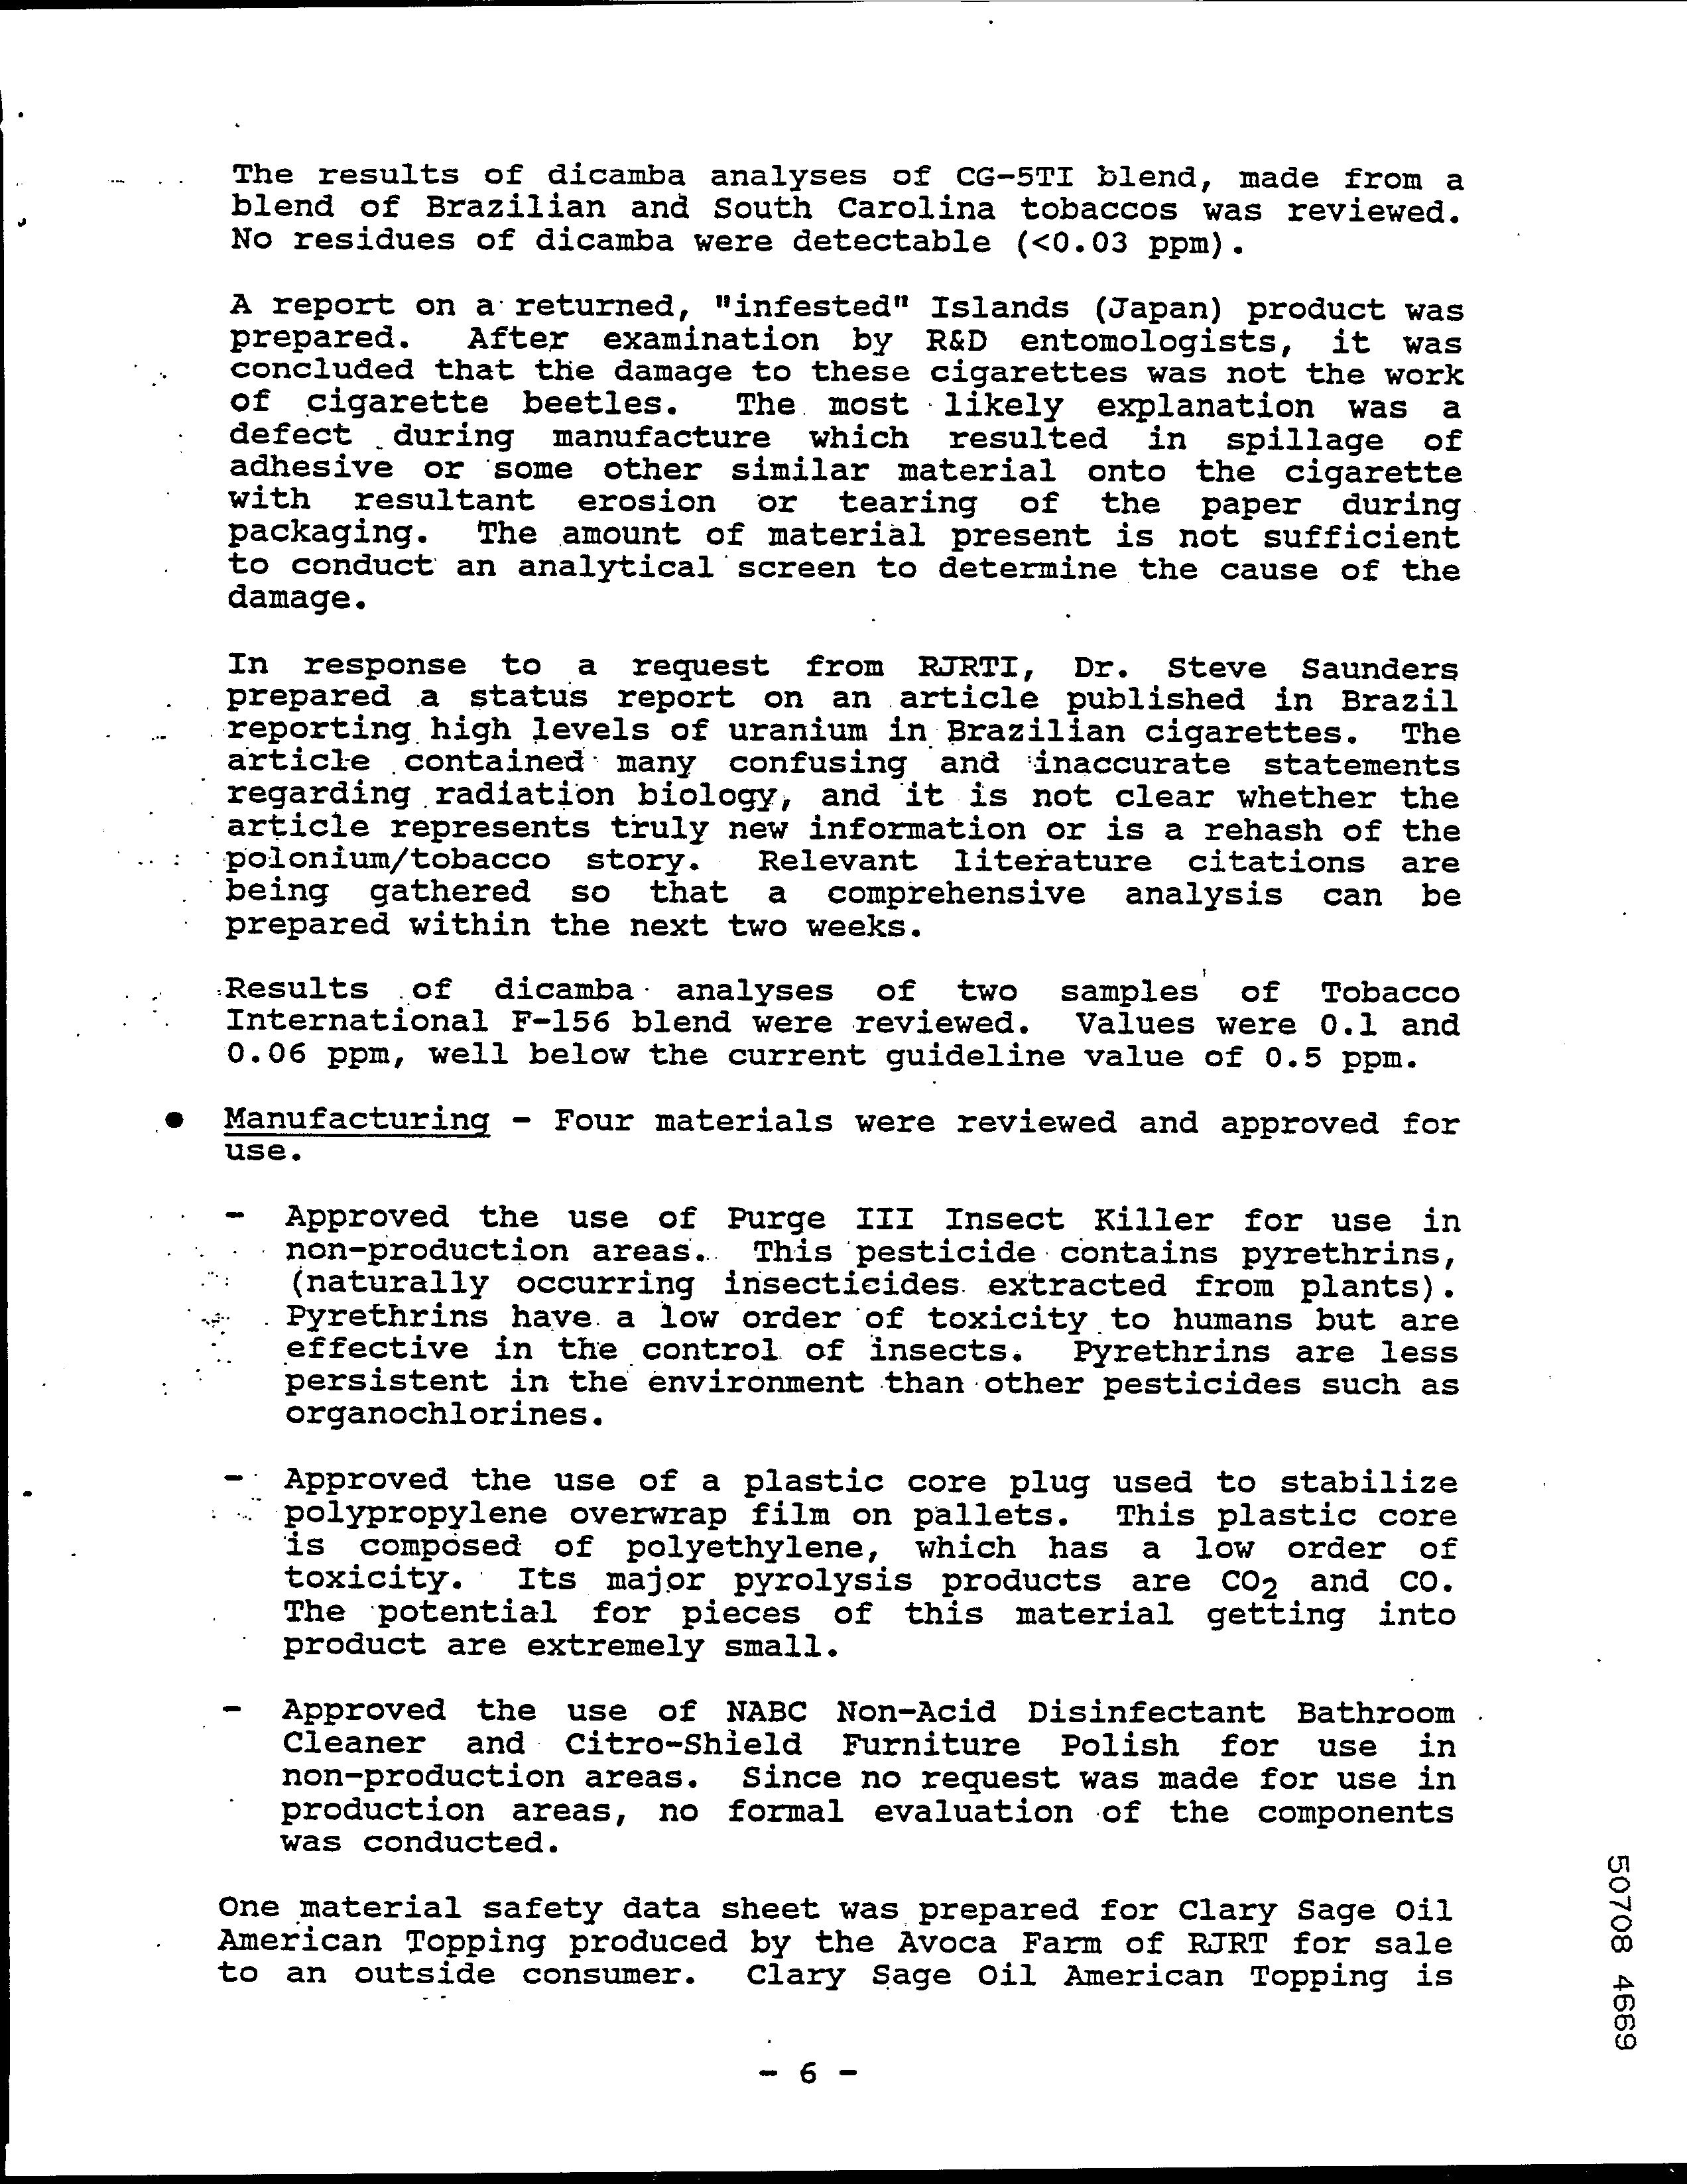 The results of dicamba analyses of CG-5TI blend, made from a
blend of Brazilian and South Carolina tobaccos was reviewed.
No residues of dicamba were detectable (<0.03 ppm).
A report on a returned, "infested" Islands (Japan) product was
prepared. After examination by R&D entomologists, it was
concluded that the damage to these cigarettes was not the work
of cigarette beetles. The most likely explanation was a
defect during manufacture which resulted in spillage of
adhesive or some other similar material onto the cigarette
with resultant erosion or tearing of the paper during
packaging. The amount of material present is not sufficient
to conduct an analytical screen to determine the cause of the
damage.
In response to a request from RJRTI, Dr. Steve Saunders
prepared a status report on an article published in Brazil
reporting high levels of uranium in Brazilian cigarettes. The
article contained many confusing and inaccurate statements
regarding radiation biology, and it is not clear whether the
article represents truly new information or is a rehash of the
polonium/tobacco story. Relevant literature citations are
being gathered so that a comprehensive analysis can be
prepared within the next two weeks.
Results of dicamba analyses of two samples of Tobacco
International F-156 blend were reviewed. Values were 0.1 and
0.06 ppm, well below the current guideline value of 0.5 ppm.
● Manufacturing - Four materials were reviewed and approved for
use.
- Approved the use of Purge III Insect Killer for use in
non-production areas. This pesticide contains pyrethrins,
(naturally occurring insecticides extracted from plants).
Pyrethrins have a low order of toxicity to humans but are
effective in the control of insects. Pyrethrins are less
persistent in the environment than other pesticides such as
organochlorines.
- Approved the use of a plastic core plug used to stabilize
polypropylene overwrap film on pallets. This plastic core
is composed of polyethylene, which has a low order of
toxicity. Its major pyrolysis products are CO2 and CO.
The potential for pieces of this material getting into
product are extremely small.
- Approved the use of NABC Non-Acid Disinfectant Bathroom
Cleaner and Citro-Shield Furniture Polish for use in
non-production areas. Since no request was made for use in
production areas, no formal evaluation of the components
was conducted.
One material safety data sheet was prepared for Clary Sage Oil
American Topping produced by the Avoca Farm of RJRT for sale
to an outside consumer. Clary Sage Oil American Topping is
- 6 -
50708 4669